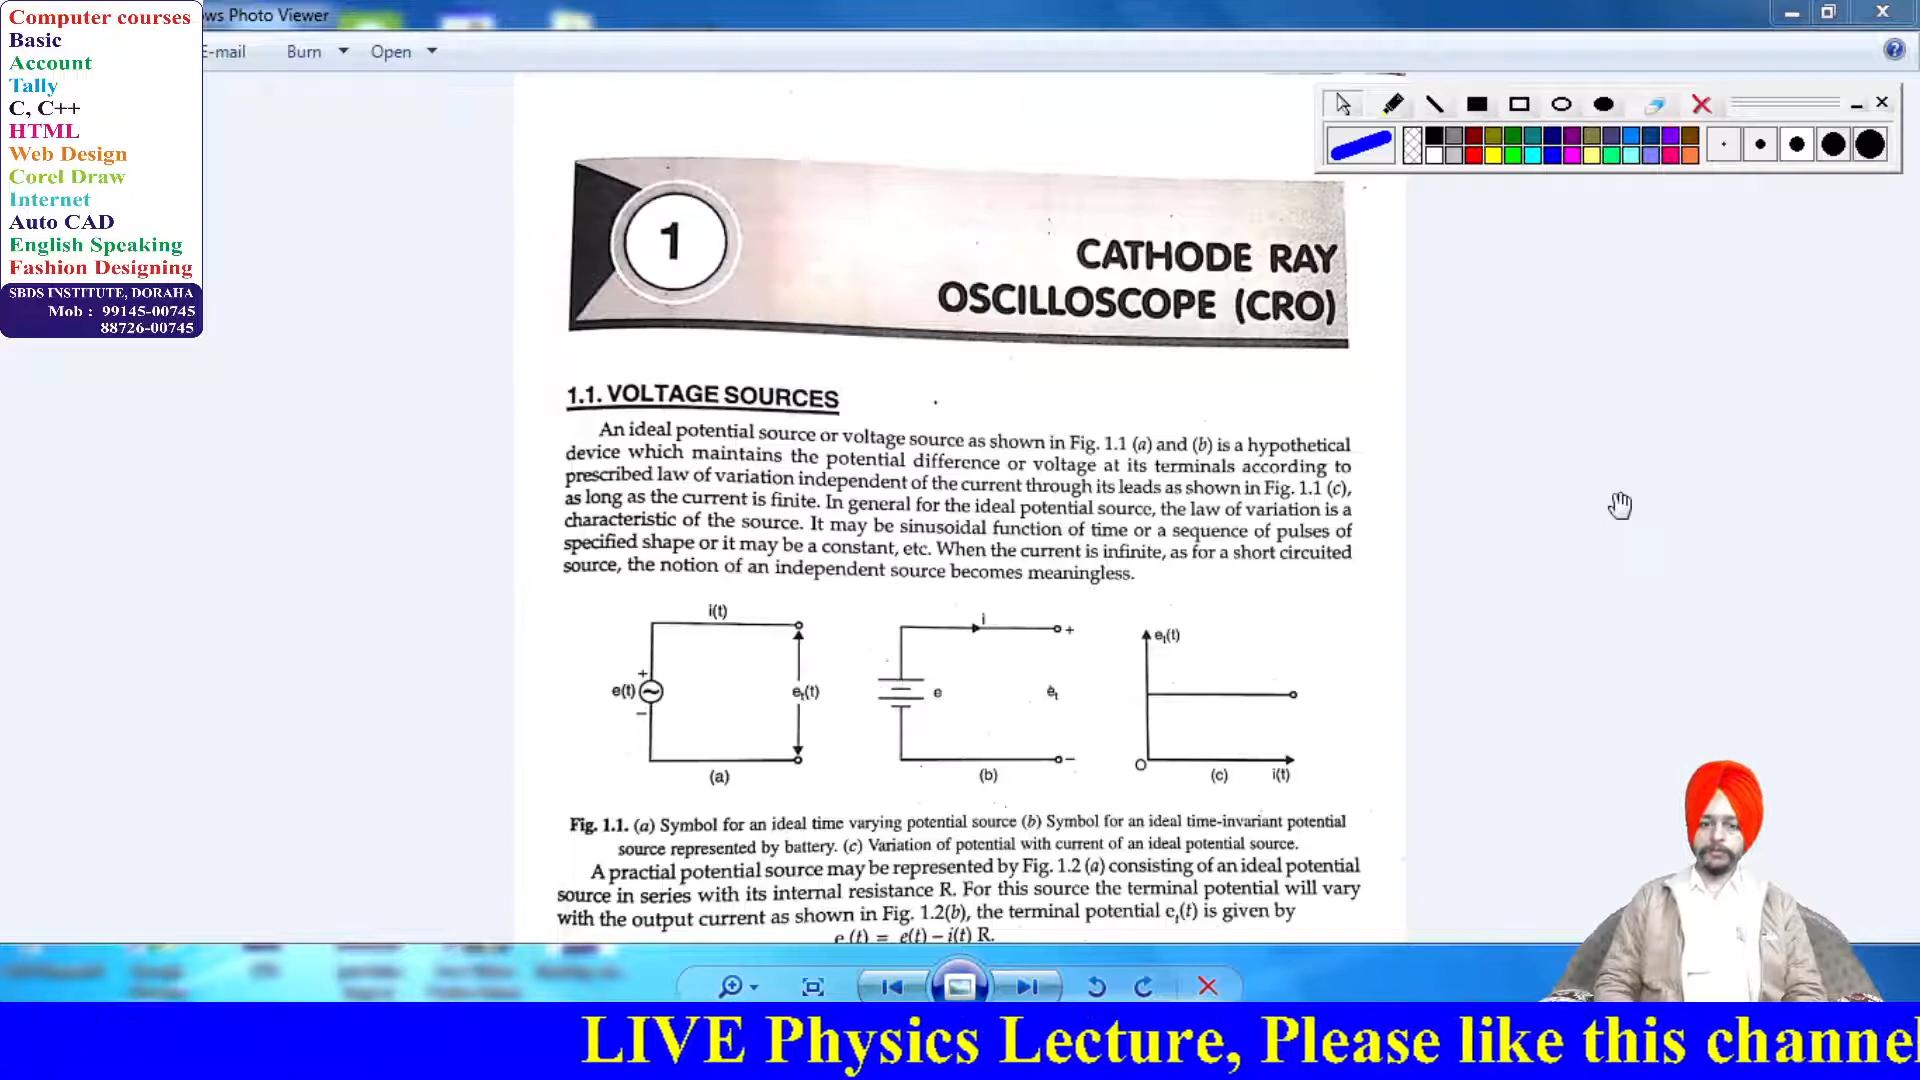 Computer courses
Basic
Account
Tally
C, C++
HTML
Web Design
Corel Draw
Internet
Auto CAD
English Speaking
Fashion Designing
SBDS INSTITUTE, DORAHA
Mob : 99145-00745
88726-00745
ws Photo Viewer
E-mail Burn Open
1
CATHODE RAY
OSCILLOSCOPE (CRO)
1.1. VOLTAGE SOURCES
An ideal potential source or voltage source as shown in Fig. 1.1 (a) and (b) is a hypothetical
device which maintains the potential difference or voltage at its terminals according to
prescribed law of variation independent of the current through its leads as shown in Fig. 1.1 (c),
as long as the current is finite. In general for the ideal potential source, the law of variation is a
characteristic of the source. It may be sinusoidal function of time or a sequence of pulses of
specified shape or it may be a constant, etc. When the current is infinite, as for a short circuited
source, the notion of an independent source becomes meaningless.
i(t)
+
e(t)
−
eₜ(t)
(a)
i
+
e
eₜ
−
(b)
eₜ(t)
O
(c)
i(t)
Fig. 1.1. (a) Symbol for an ideal time varying potential source (b) Symbol for an ideal time-invariant potential
source represented by battery. (c) Variation of potential with current of an ideal potential source.
A practial potential source may be represented by Fig. 1.2 (a) consisting of an ideal potential
source in series with its internal resistance R. For this source the terminal potential will vary
with the output current as shown in Fig. 1.2(b), the terminal potential eₜ(t) is given by
e (t) = e(t) – i(t) R.
LIVE Physics Lecture, Please like this channel